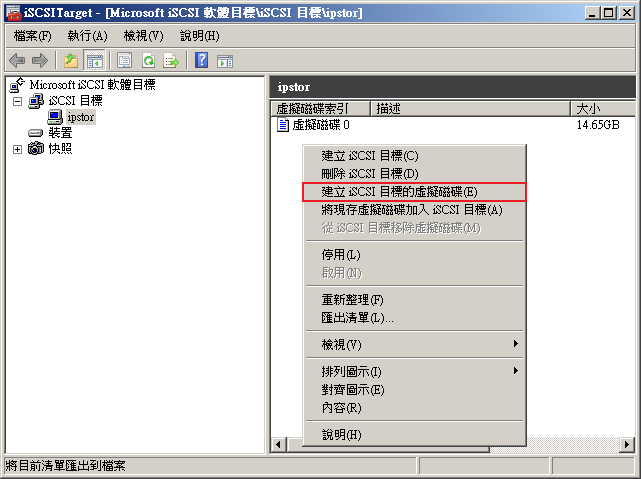 iSCSITarget - [Microsoft iSCSI 軟體目標\iSCSI 目標\ipstor]
檔案(F) 執行(A) 檢視(V) 說明(H)
Microsoft iSCSI 軟體目標
iSCSI 目標
ipstor
裝置
快照
ipstor
虛擬磁碟索引 描述 大小
虛擬磁碟 0 14.65GB
建立 iSCSI 目標(C)
刪除 iSCSI 目標(D)
建立 iSCSI 目標的虛擬磁碟(E)
將現存虛擬磁碟加入 iSCSI 目標(A)
從 iSCSI 目標移除虛擬磁碟(M)
停用(L)
啟用(N)
重新整理(F)
匯出清單(L)...
檢視(V)
排列圖示(I)
對齊圖示(E)
內容(R)
說明(H)
將目前清單匯出到檔案